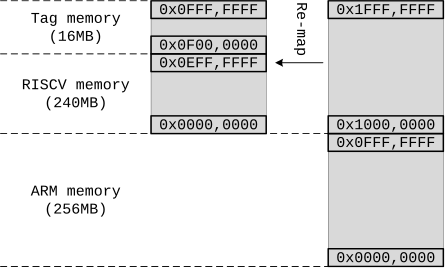 Tag memory
(16MB)
RISCV memory
(240MB)
ARM memory
(256MB)
0x0FFF,FFFF
0x0F00,0000
0x0EFF,FFFF
0x0000,0000
Re-map
0x1FFF,FFFF
0x1000,0000
0x0FFF,FFFF
0x0000,0000